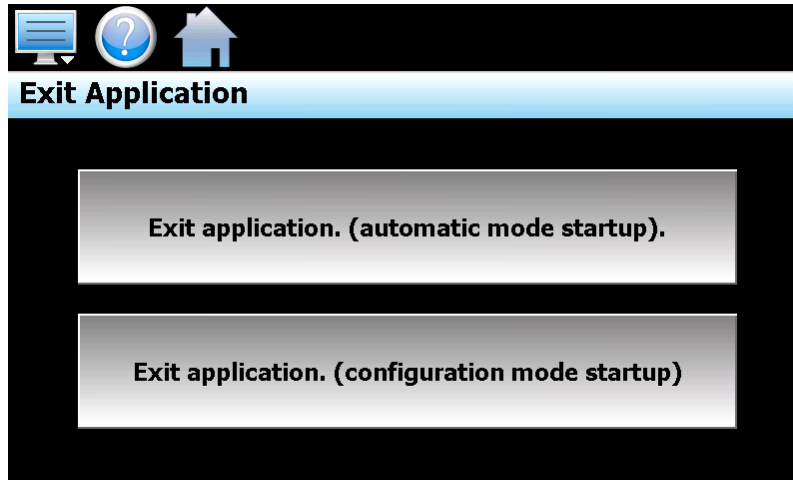 Exit Application
Exit application. (automatic mode startup).
Exit application. (configuration mode startup)